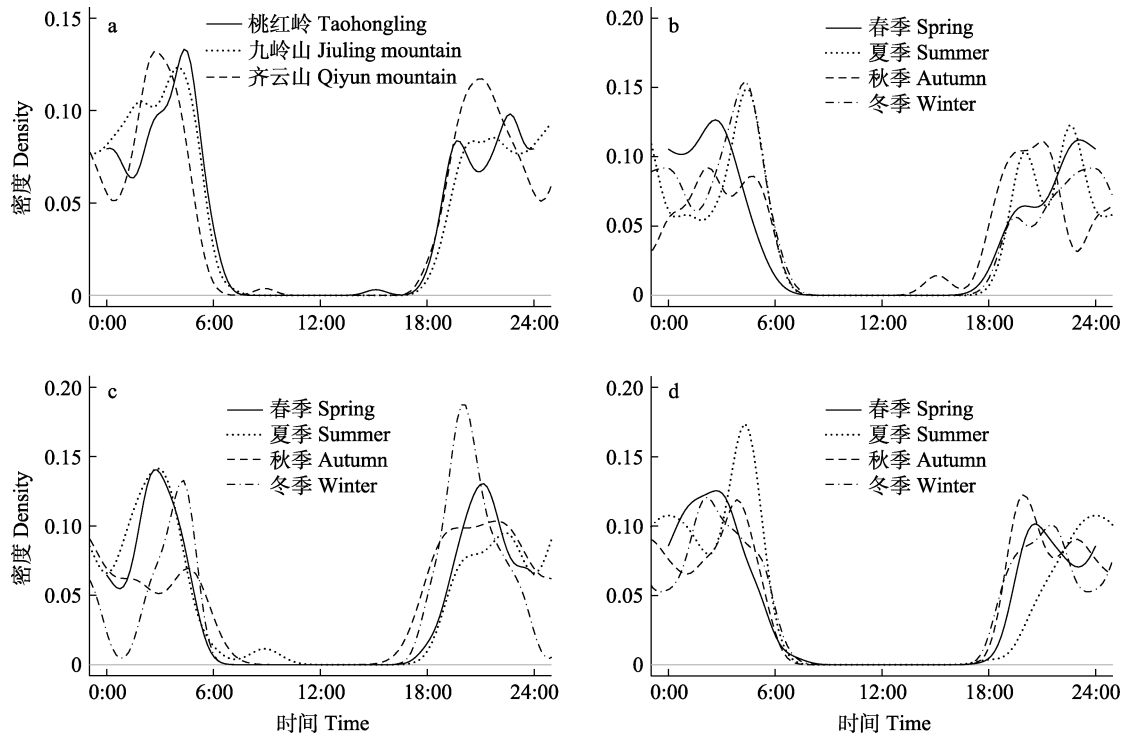 a
0.15
0.10
0.05
0
密度 Density
桃红岭 Taohongling
九岭山 Jiuling mountain
齐云山 Qiyun mountain
0:00 6:00 12:00 18:00 24:00
b
0.20
0.15
0.10
0.05
0
春季 Spring
夏季 Summer
秋季 Autumn
冬季 Winter
0:00 6:00 12:00 18:00 24:00
c
0.20
0.15
0.10
0.05
0
密度 Density
春季 Spring
夏季 Summer
秋季 Autumn
冬季 Winter
0:00 6:00 12:00 18:00 24:00
时间 Time
d
0.20
0.15
0.10
0.05
0
春季 Spring
夏季 Summer
秋季 Autumn
冬季 Winter
0:00 6:00 12:00 18:00 24:00
时间 Time